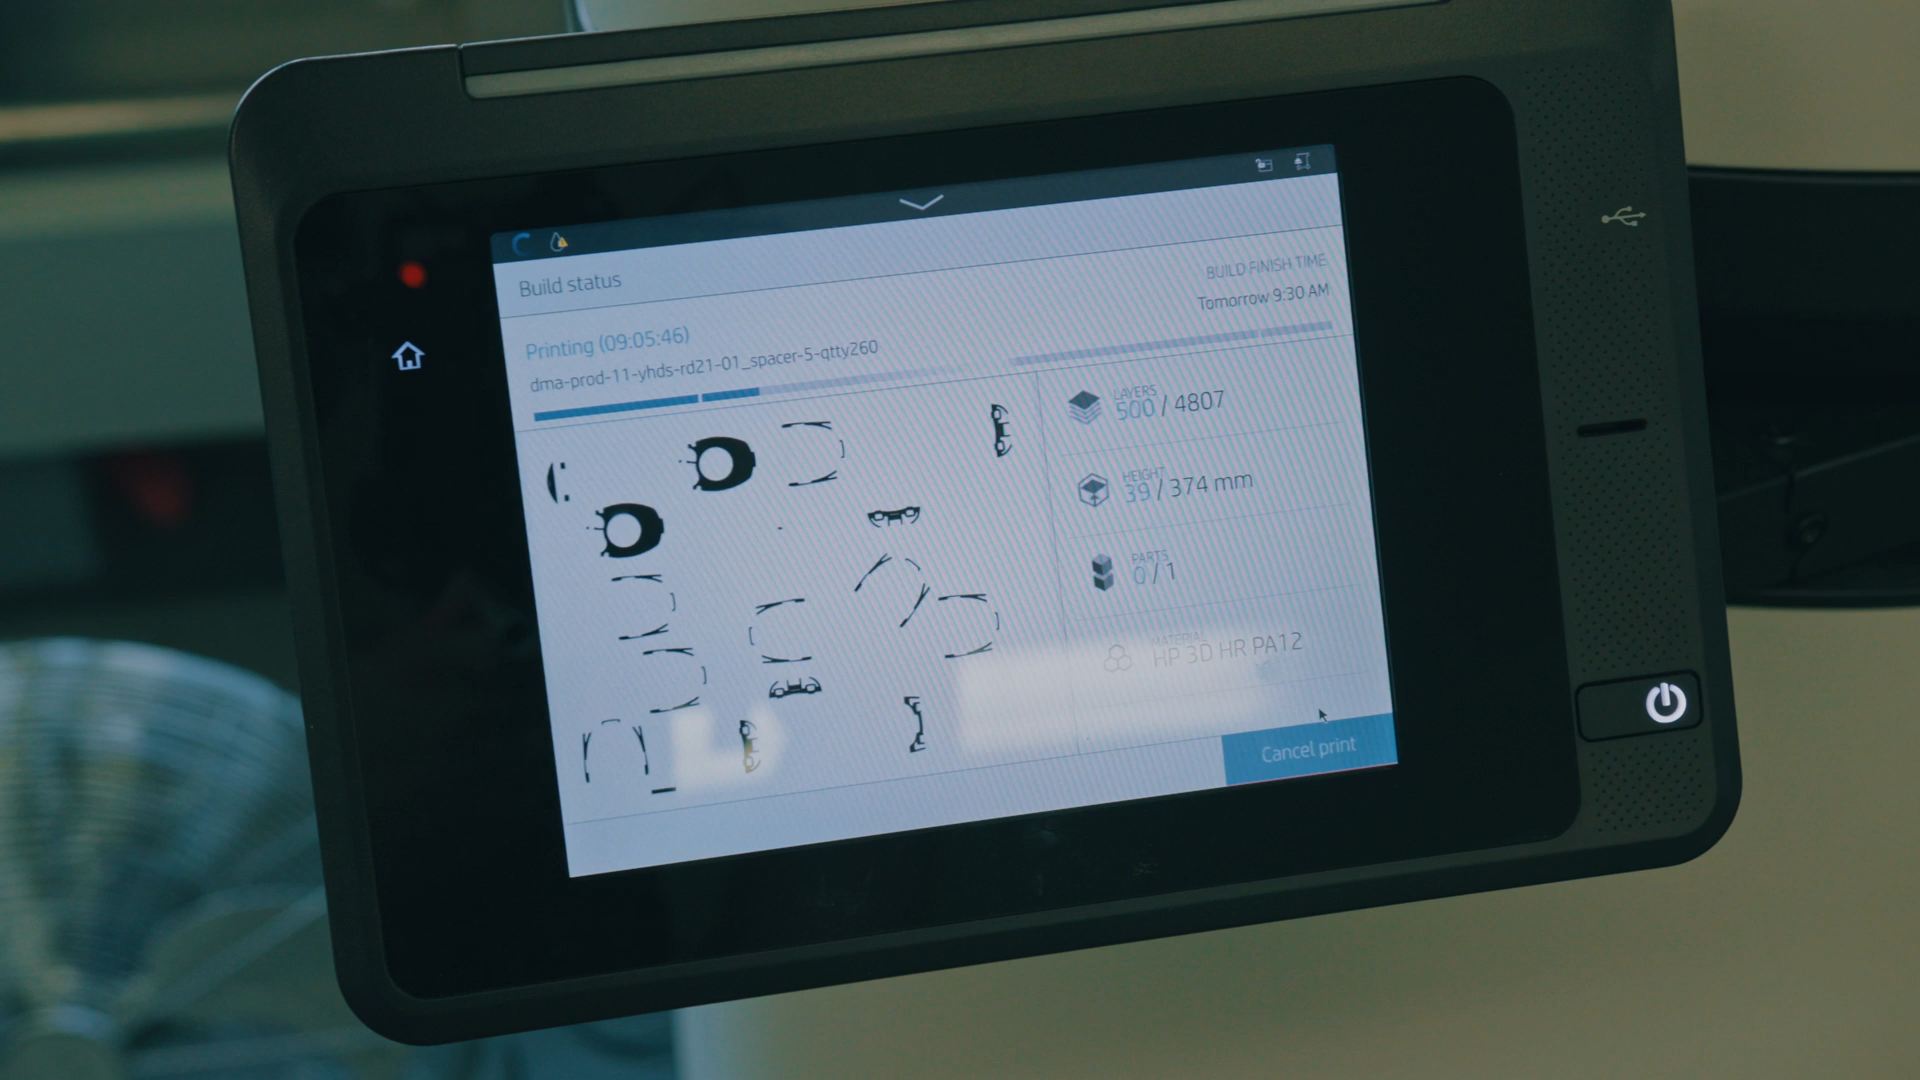 Build status
BUILD FINISH TIME
Tomorrow 9:30 AM
Printing (09:05:46)
dma-prod-11-yhds-rd21-01_spacer-5-qtty260
LAYERS
500 / 4807
HEIGHT
39 / 374 mm
PARTS
0 / 1
MATERIAL
HP 3D HR PA12
Cancel print